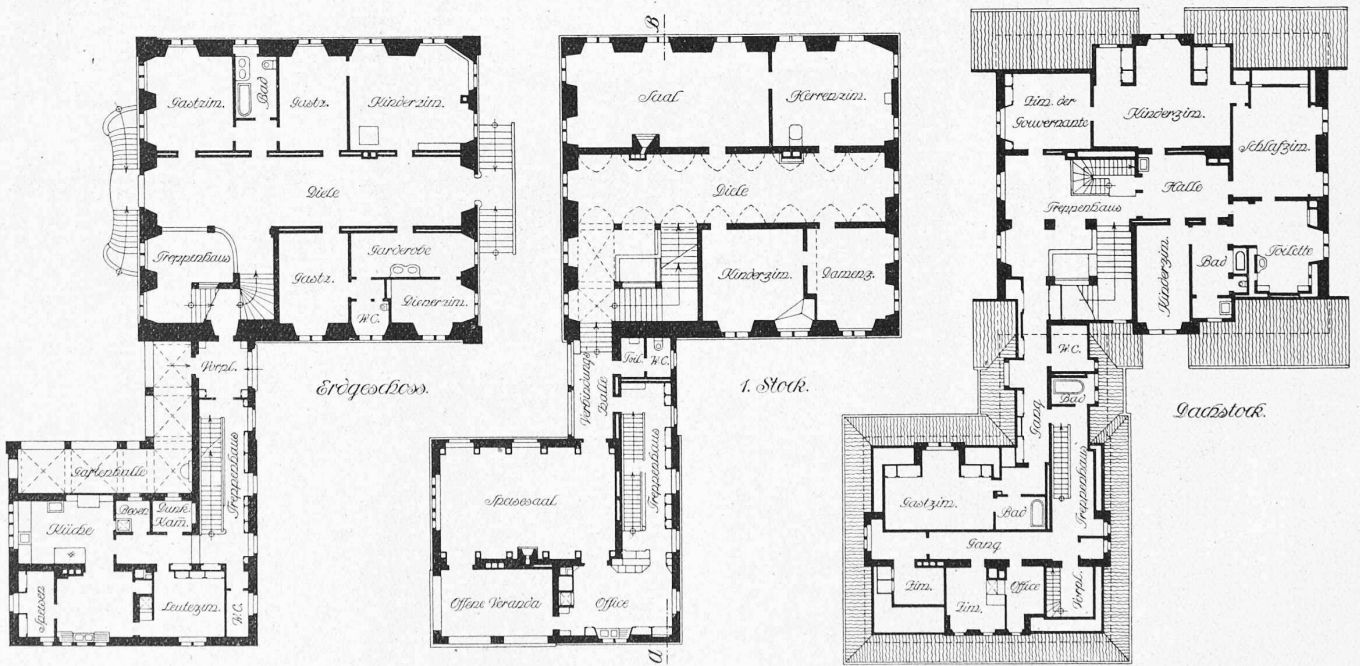 Gastzim.
Bad
Gastz.
Kinderzim.
Diele
Treppenhaus
Gastz.
Garderobe
Dienerzim.
W.C.
Vorpl.
Erdgeschoss.
Treppenhaus
Gartenhalle
Küche
Besen
Dunk.
Kam.
Speisen
Leutezim.
W.C.
B
Saal
Herrenzim.
Diele
Kinderzim.
Damenz.
Verbindungs
Halle
Toil.
W.C.
1. Stock.
Treppenhaus
Speisesaal
Offene Veranda
Office
A
Zim. der
Gouvernante
Kinderzim.
Schlafzim.
Halle
Treppenhaus
Kinderzim.
Bad
Toilette
W.C.
Bad
Gang
Dachstock.
Treppenhaus
Gastzim.
Bad
Gang
Zim.
Zim.
Office
Vorpl.